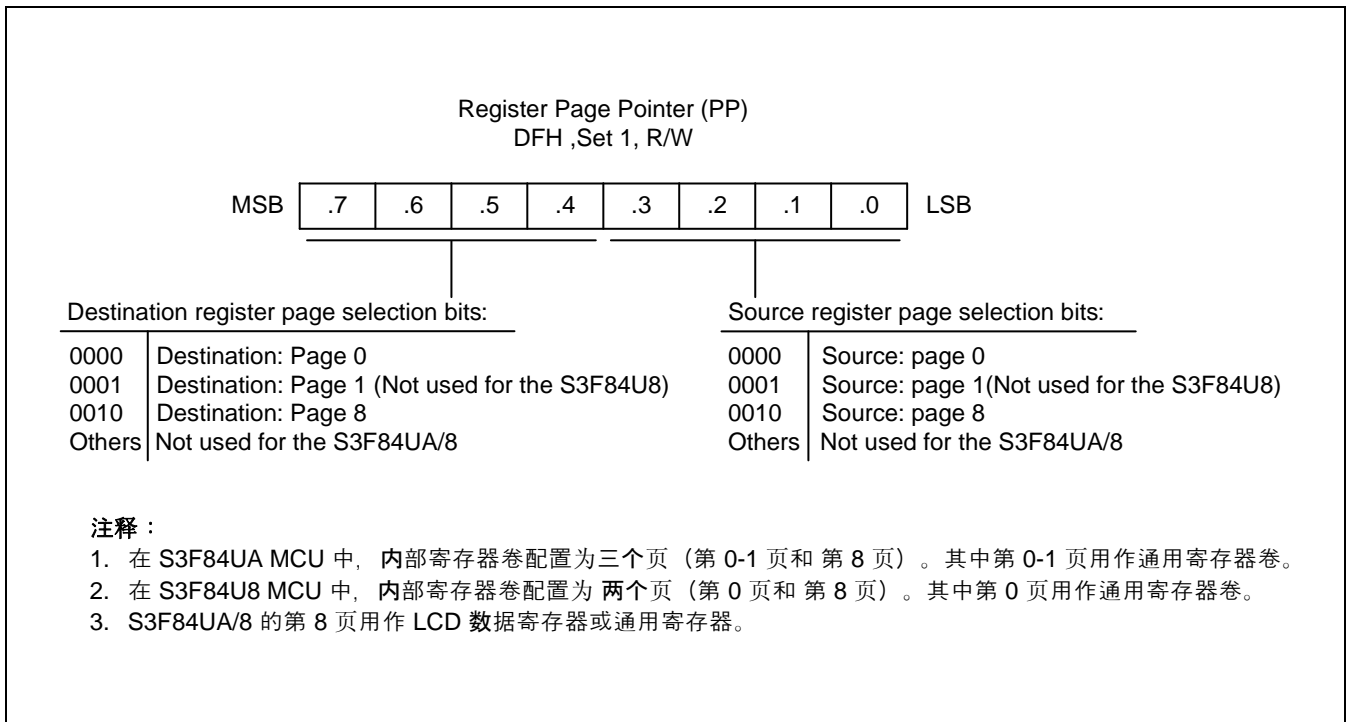 Register Page Pointer (PP)
DFH ,Set 1, R/W
MSB .7 .6 .5 .4 .3 .2 .1 .0 LSB
Destination register page selection bits:
0000 Destination: Page 0
0001 Destination: Page 1 (Not used for the S3F84U8)
0010 Destination: Page 8
Others Not used for the S3F84UA/8
Source register page selection bits:
0000 Source: page 0
0001 Source: page 1(Not used for the S3F84U8)
0010 Source: page 8
Others Not used for the S3F84UA/8
注释：
1. 在 S3F84UA MCU 中，内部寄存器卷配置为三个页（第 0-1 页和 第 8 页）。其中第 0-1 页用作通用寄存器卷。
2. 在 S3F84U8 MCU 中，内部寄存器卷配置为 两个页（第 0 页和 第 8 页）。其中第 0 页用作通用寄存器卷。
3. S3F84UA/8 的第 8 页用作 LCD 数据寄存器或通用寄存器。